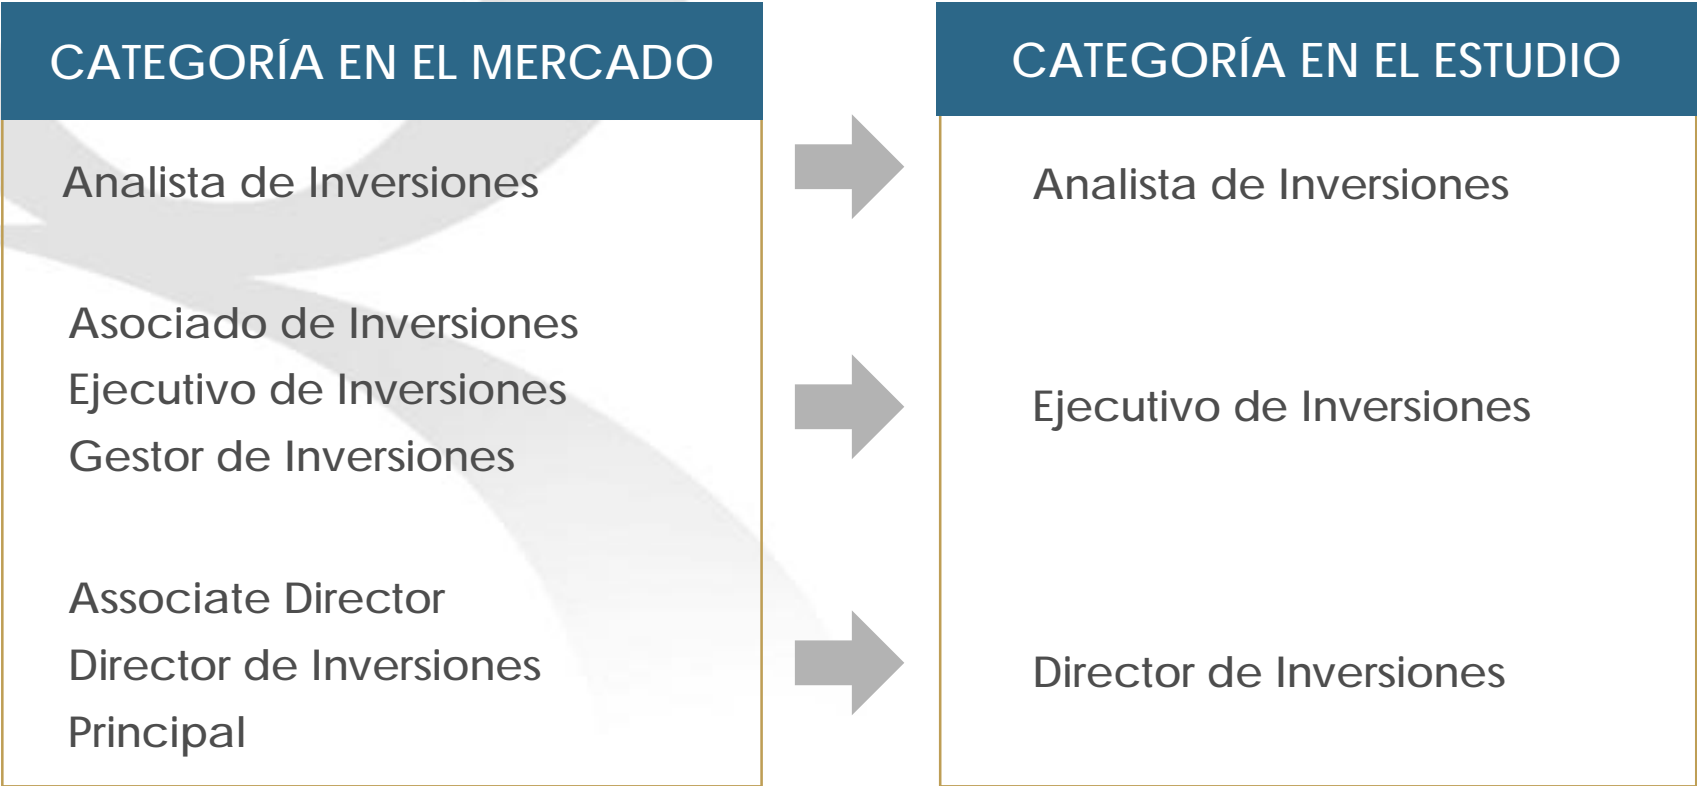 CATEGORÍA EN EL MERCADO
Analista de Inversiones
Asociado de Inversiones
Ejecutivo de Inversiones
Gestor de Inversiones
Associate Director
Director de Inversiones
Principal
CATEGORÍA EN EL ESTUDIO
Analista de Inversiones
Ejecutivo de Inversiones
Director de Inversiones